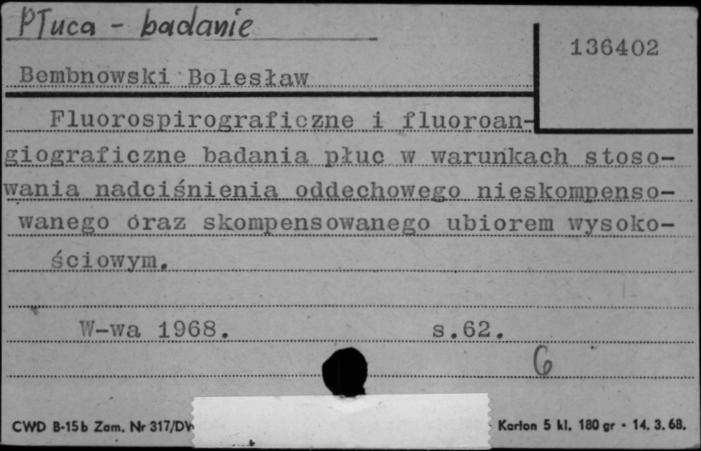 Płuca - badanie
136402
Bembnowski Bolesław
Fluorospirograficzne i fluoroan-
giograficzne badania płuc w warunkach stoso-
wania nadciśnienia oddechowego nieskompenso-
wanego oraz skompensowanego ubiorem wysoko-
ściowym.
W-wa 1968. s.62.
6
CWD B-15b Zam. Nr 317/DW
Karton 5 kl. 180 gr - 14. 3. 68.